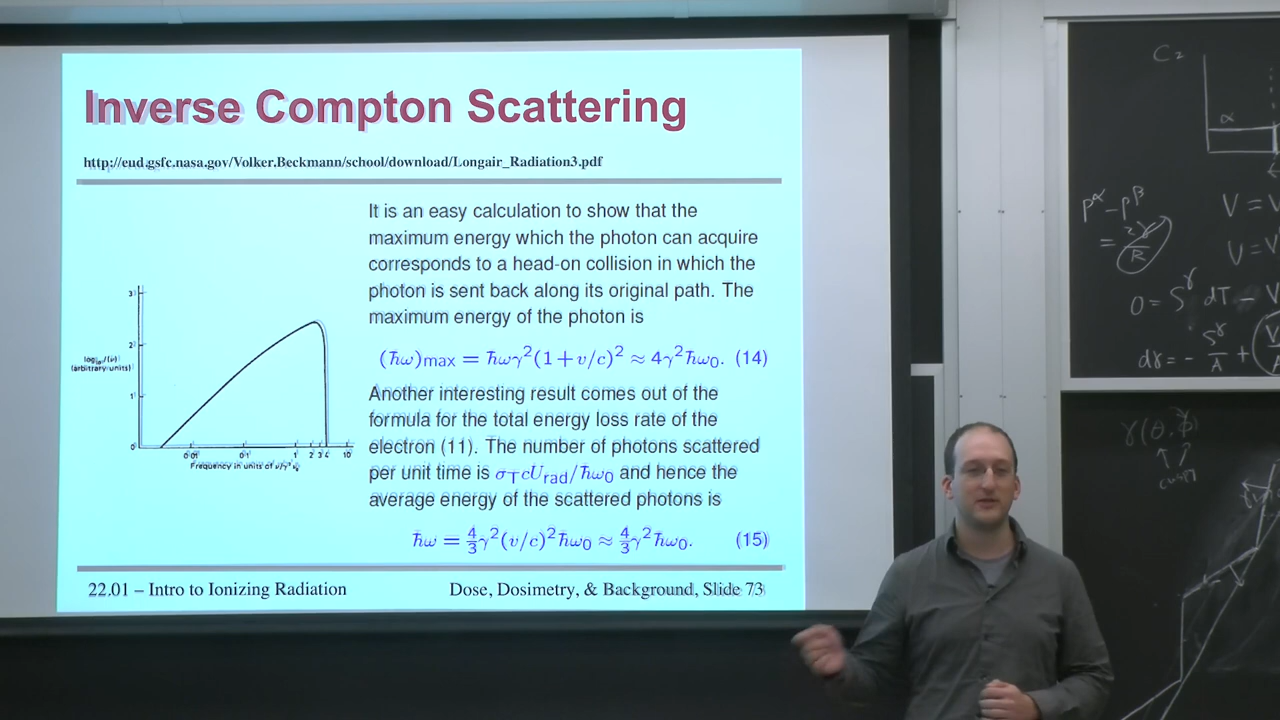 Inverse Compton Scattering
http://eud.gsfc.nasa.gov/Volker.Beckmann/school/download/Longair_Radiation3.pdf
It is an easy calculation to show that the
maximum energy which the photon can acquire
corresponds to a head-on collision in which the
photon is sent back along its original path. The
maximum energy of the photon is
(ℏω)max = ℏωγ²(1+v/c)² ≈ 4γ²ℏω₀. (14)
Another interesting result comes out of the
formula for the total energy loss rate of the
electron (11). The number of photons scattered
per unit time is σTcUrad/ℏω₀ and hence the
average energy of the scattered photons is
ℏω = 4/3γ²(v/c)²ℏω₀ ≈ 4/3γ²ℏω₀. (15)
3
2
1
0
log₁₀I(ν)
(arbitrary units)
0·01 0·1 1 2 3 4 10
Frequency in units of ν/γ²ν₀
22.01 – Intro to Ionizing Radiation
Dose, Dosimetry, & Background, Slide 73
C₂
α
P^α − P^β
= 2γ/R
V = V
V = V
0 = S^γ dT − V
dγ = − S^γ/A +
γ(θ,φ)